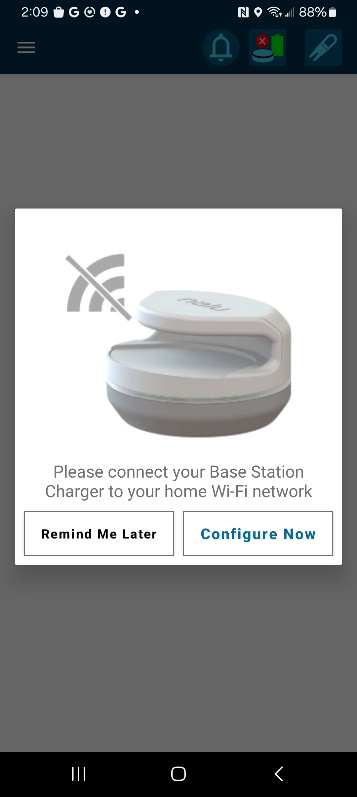 2:09
88%
nalu
Please connect your Base Station
Charger to your home Wi-Fi network
Remind Me Later
Configure Now